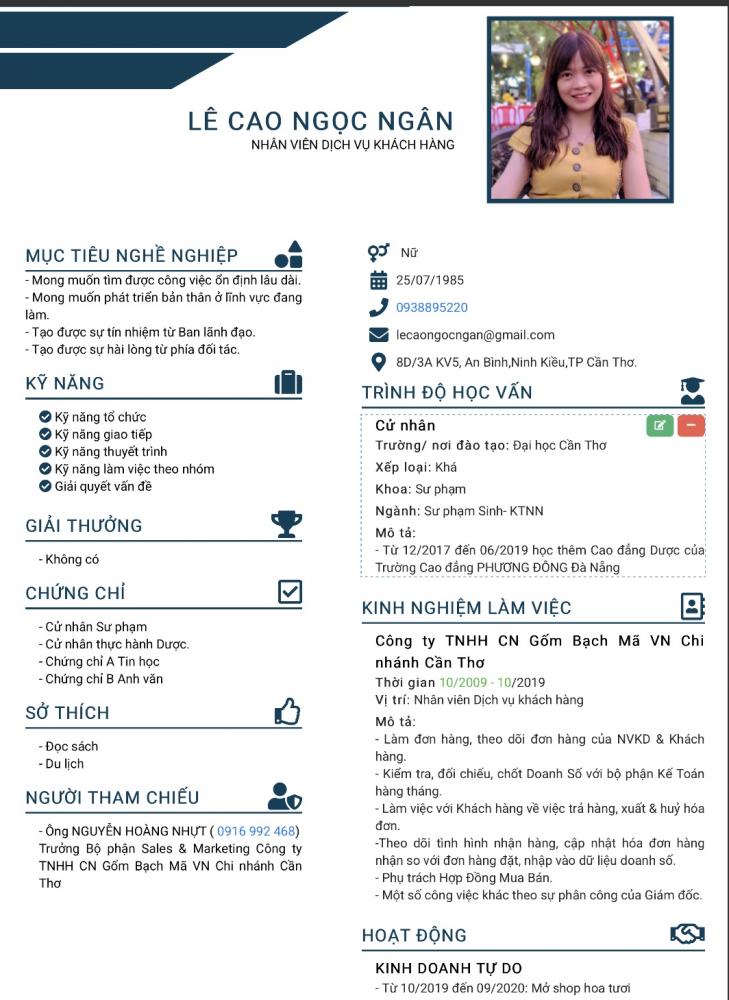 LÊ CAO NGỌC NGÂN
NHÂN VIÊN DỊCH VỤ KHÁCH HÀNG
MỤC TIÊU NGHỀ NGHIỆP
- Mong muốn tìm được công việc ổn định lâu dài.
- Mong muốn phát triển bản thân ở lĩnh vực đang
làm.
- Tạo được sự tín nhiệm từ Ban lãnh đạo.
- Tạo được sự hài lòng từ phía đối tác.
KỸ NĂNG
Kỹ năng tổ chức
Kỹ năng giao tiếp
Kỹ năng thuyết trình
Kỹ năng làm việc theo nhóm
Giải quyết vấn đề
GIẢI THƯỞNG
- Không có
CHỨNG CHỈ
- Cử nhân Sư phạm
- Cử nhân thực hành Dược.
- Chứng chỉ A Tin học
- Chứng chỉ B Anh văn
SỞ THÍCH
- Đọc sách
- Du lịch
NGƯỜI THAM CHIẾU
- Ông NGUYỄN HOÀNG NHỰT ( 0916 992 468)
Trưởng Bộ phận Sales & Marketing Công ty
TNHH CN Gốm Bạch Mã VN Chi nhánh Cần
Thơ
Nữ
25/07/1985
0938895220
lecaongocngan@gmail.com
8D/3A KV5, An Bình,Ninh Kiều,TP Cần Thơ.
TRÌNH ĐỘ HỌC VẤN
Cử nhân
Trường/ nơi đào tạo: Đại học Cần Thơ
Xếp loại: Khá
Khoa: Sư phạm
Ngành: Sư phạm Sinh- KTNN
Mô tả:
- Từ 12/2017 đến 06/2019 học thêm Cao đẳng Dược của
Trường Cao đẳng PHƯƠNG ĐÔNG Đà Nẵng
KINH NGHIỆM LÀM VIỆC
Công ty TNHH CN Gốm Bạch Mã VN Chi
nhánh Cần Thơ
Thời gian 10/2009 - 10/2019
Vị trí: Nhân viên Dịch vụ khách hàng
Mô tả:
- Làm đơn hàng, theo dõi đơn hàng của NVKD & Khách
hàng.
- Kiểm tra, đối chiếu, chốt Doanh Số với bộ phận Kế Toán
hàng tháng.
- Làm việc với Khách hàng về việc trả hàng, xuất & huỷ hóa
đơn.
-Theo dõi tình hình nhận hàng, cập nhật hóa đơn hàng
nhận so với đơn hàng đặt, nhập vào dữ liệu doanh số.
- Phụ trách Hợp Đồng Mua Bán.
- Một số công việc khác theo sự phân công của Giám đốc.
HOẠT ĐỘNG
KINH DOANH TỰ DO
- Từ 10/2019 đến 09/2020: Mở shop hoa tươi